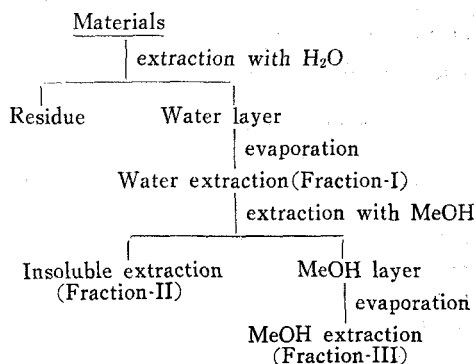 Materials
extraction with H₂O
Residue Water layer
evaporation
Water extraction(Fraction-I)
extraction with MeOH
Insoluble extraction MeOH layer
(Fraction-II)
evaporation
MeOH extraction
(Fraction-III)